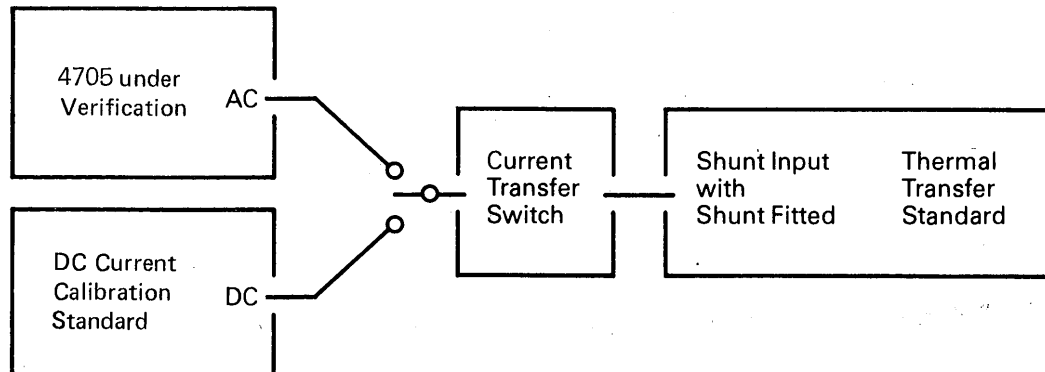 4705 under
Verification
AC
DC Current
Calibration
Standard
DC
Current
Transfer
Switch
Shunt Input
with
Shunt Fitted
Thermal
Transfer
Standard